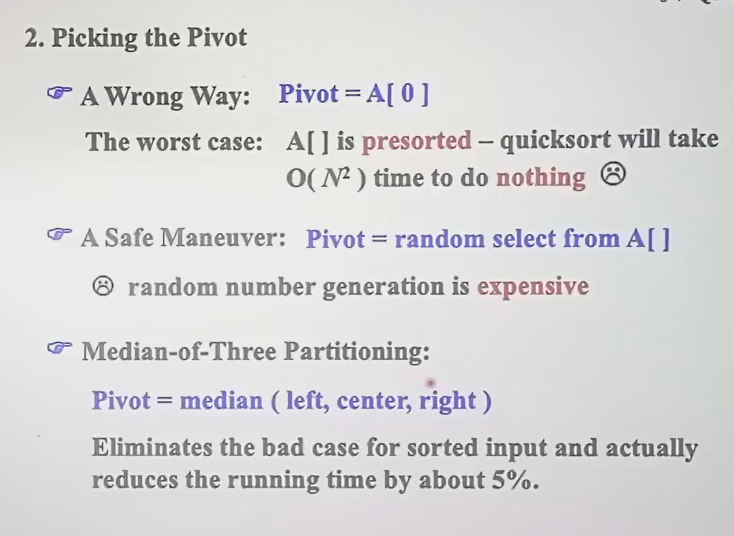 2. Picking the Pivot
☞ A Wrong Way: Pivot = A[ 0 ]
The worst case: A[ ] is presorted – quicksort will take
O( N² ) time to do nothing ☹
☞ A Safe Maneuver: Pivot = random select from A[ ]
☹ random number generation is expensive
☞ Median-of-Three Partitioning:
Pivot = median ( left, center, right )
Eliminates the bad case for sorted input and actually
reduces the running time by about 5%.